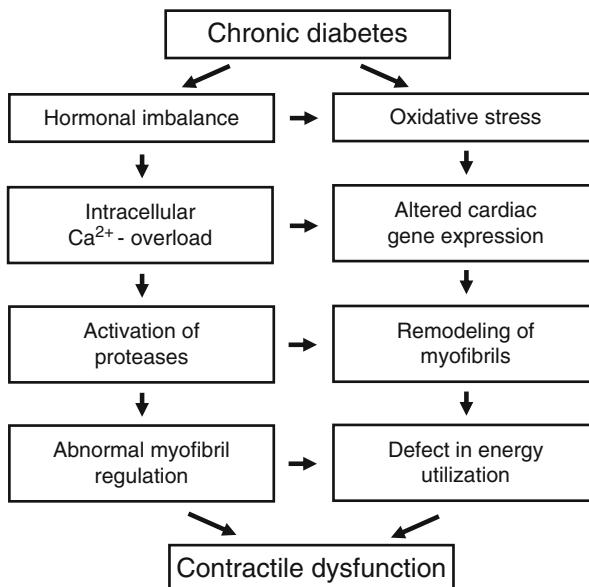 Chronic diabetes
Hormonal imbalance
Oxidative stress
Intracellular
Ca²⁺ - overload
Altered cardiac
gene expression
Activation of
proteases
Remodeling of
myofibrils
Abnormal myofibril
regulation
Defect in energy
utilization
Contractile dysfunction